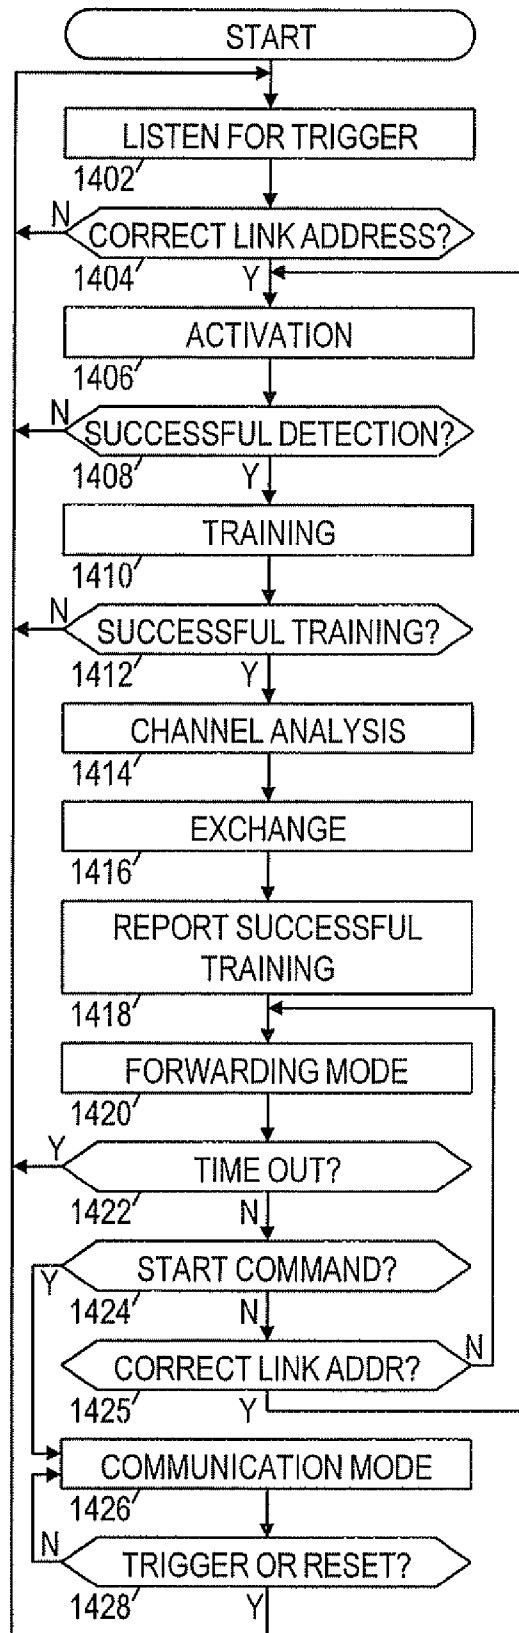 START
LISTEN FOR TRIGGER
1402
N
CORRECT LINK ADDRESS?
1404
Y
ACTIVATION
1406
N
SUCCESSFUL DETECTION?
1408
Y
TRAINING
1410
N
SUCCESSFUL TRAINING?
1412
Y
CHANNEL ANALYSIS
1414
EXCHANGE
1416
REPORT SUCCESSFUL
TRAINING
1418
FORWARDING MODE
1420
Y
TIME OUT?
1422
N
START COMMAND?
Y
1424
N
CORRECT LINK ADDR?
N
1425
Y
COMMUNICATION MODE
1426
N
TRIGGER OR RESET?
1428
Y